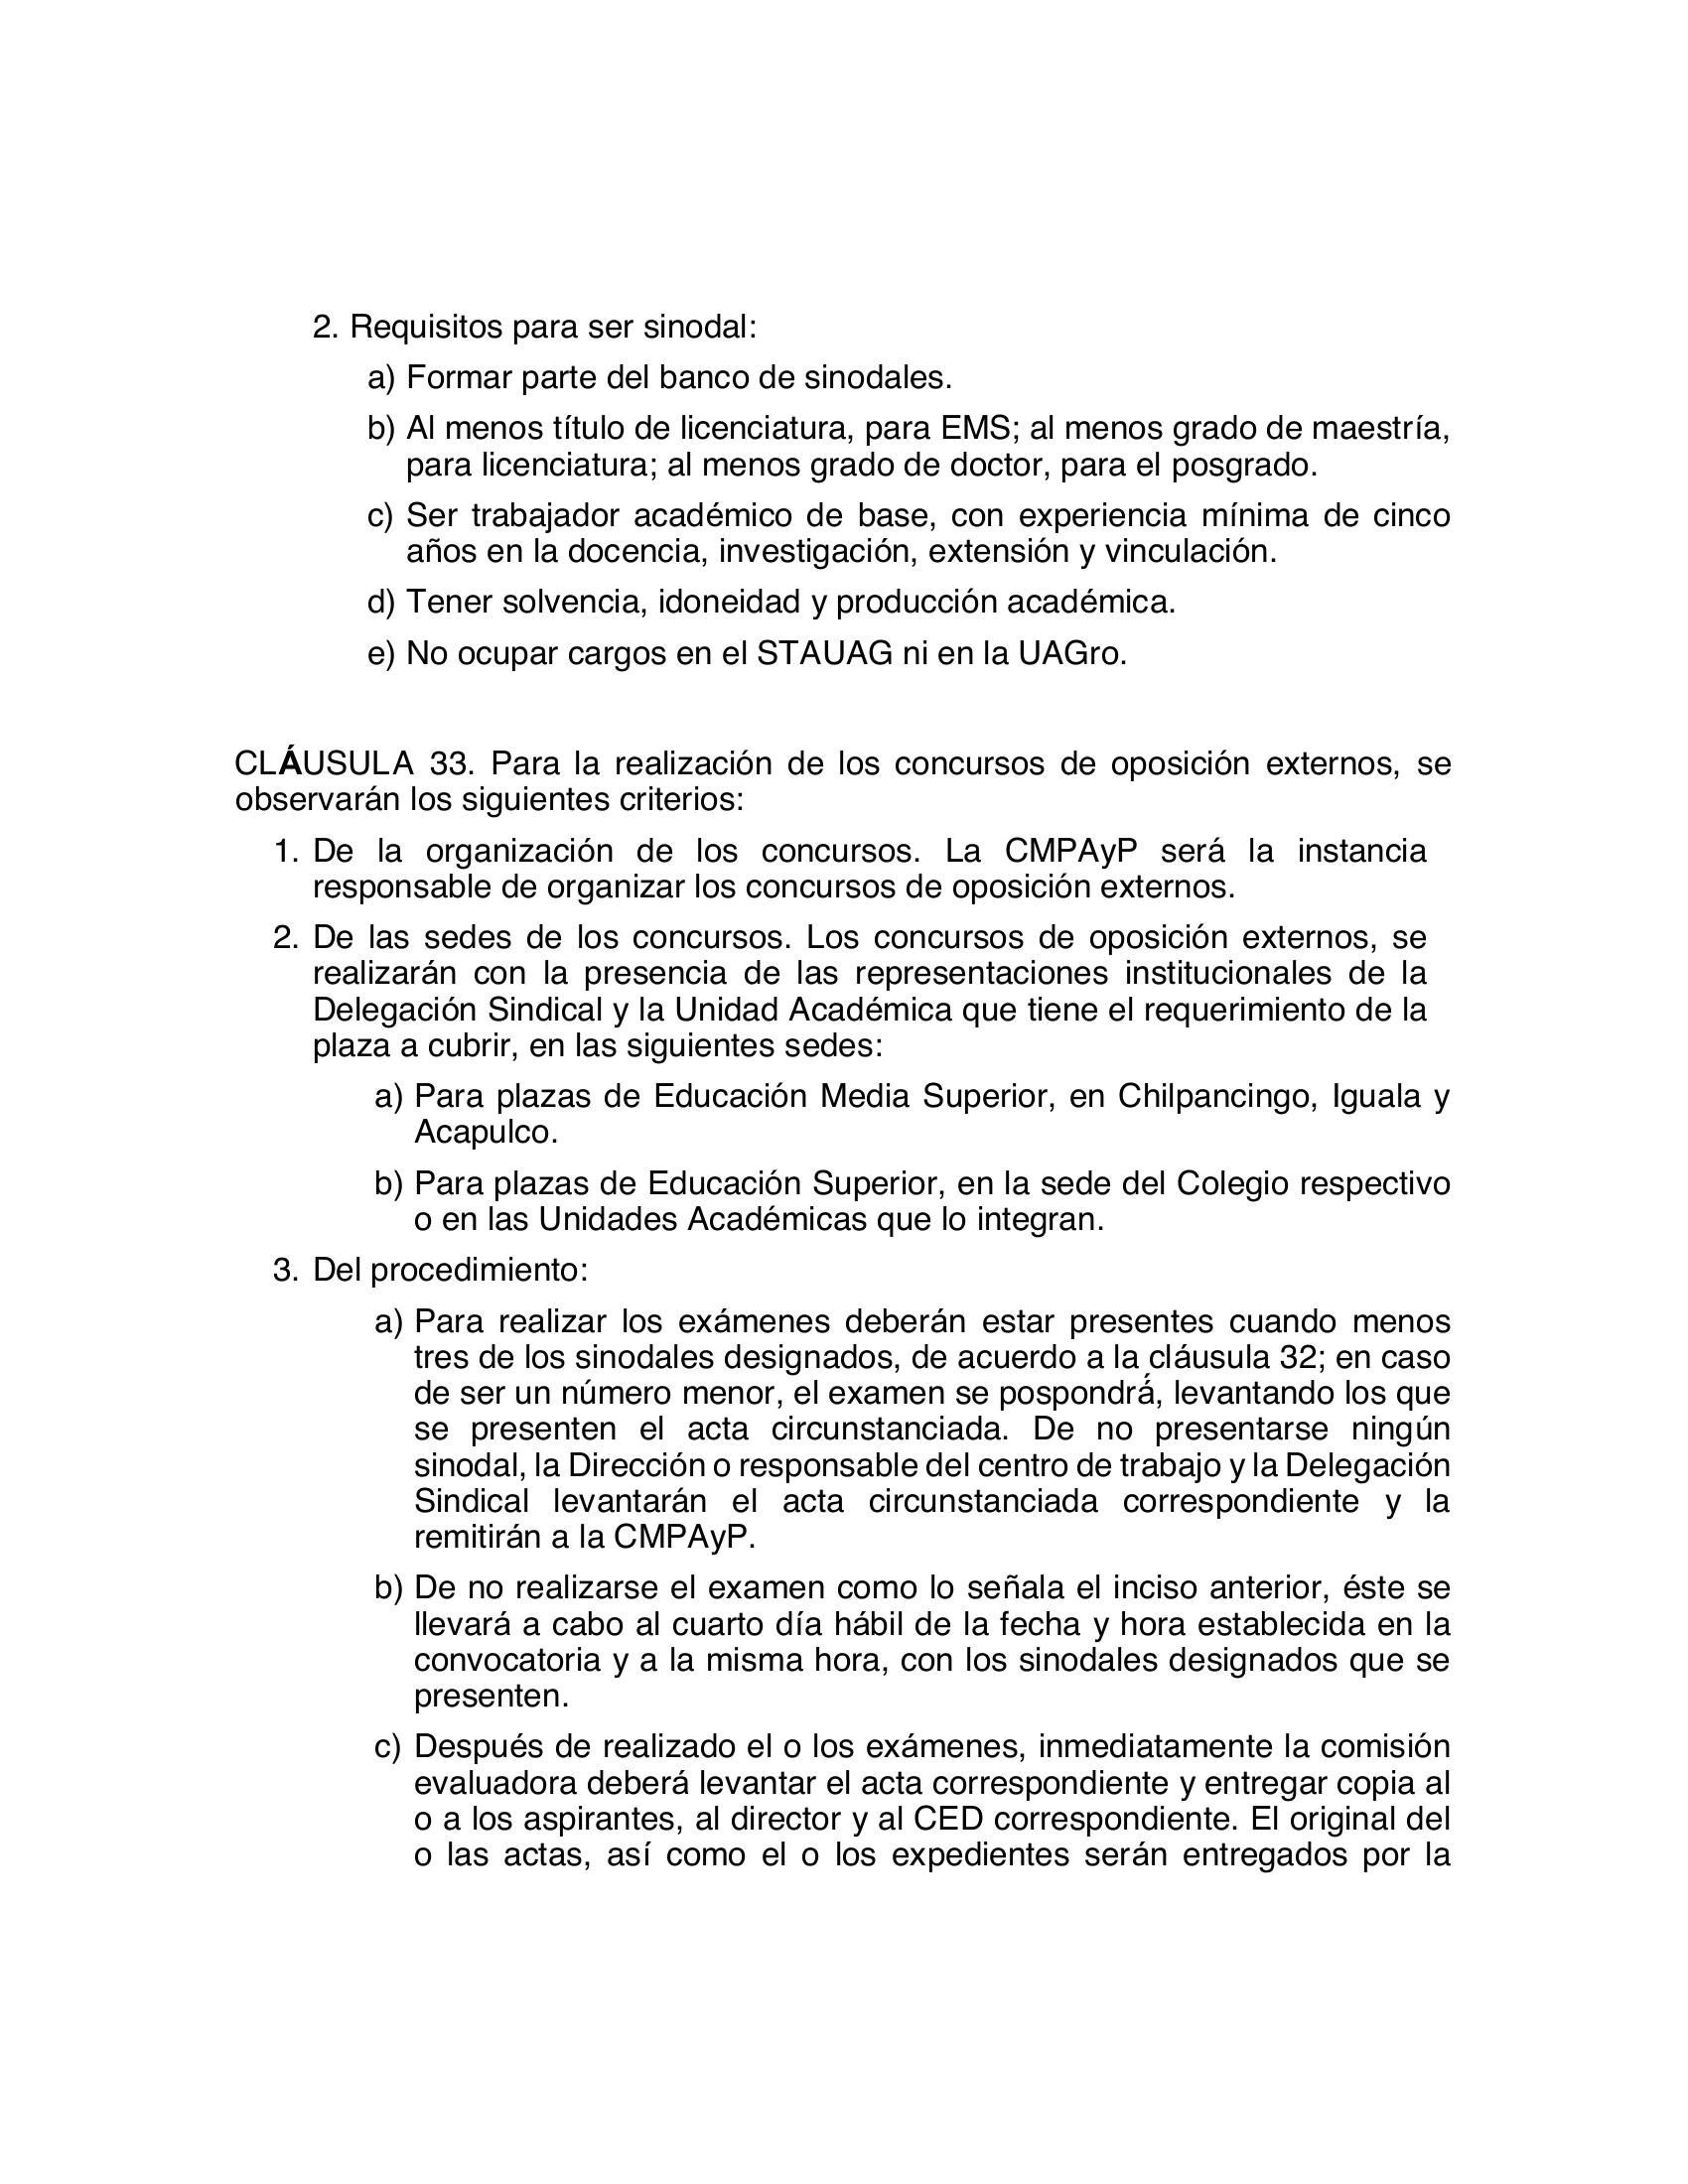 2. Requisitos para ser sinodal:
a) Formar parte del banco de sinodales.
b) Al menos título de licenciatura, para EMS; al menos grado de maestría,
para licenciatura; al menos grado de doctor, para el posgrado.
c) Ser trabajador académico de base, con experiencia mínima de cinco
años en la docencia, investigación, extensión y vinculación.
d) Tener solvencia, idoneidad y producción académica.
e) No ocupar cargos en el STAUAG ni en la UAGro.
CLÁUSULA 33. Para la realización de los concursos de oposición externos, se
observarán los siguientes criterios:
1. De la organización de los concursos. La CMPAyP será la instancia
responsable de organizar los concursos de oposición externos.
2. De las sedes de los concursos. Los concursos de oposición externos, se
realizarán con la presencia de las representaciones institucionales de la
Delegación Sindical y la Unidad Académica que tiene el requerimiento de la
plaza a cubrir, en las siguientes sedes:
a) Para plazas de Educación Media Superior, en Chilpancingo, Iguala y
Acapulco.
b) Para plazas de Educación Superior, en la sede del Colegio respectivo
o en las Unidades Académicas que lo integran.
3. Del procedimiento:
a) Para realizar los exámenes deberán estar presentes cuando menos
tres de los sinodales designados, de acuerdo a la cláusula 32; en caso
de ser un número menor, el examen se pospondrá, levantando los que
se presenten el acta circunstanciada. De no presentarse ningún
sinodal, la Dirección o responsable del centro de trabajo y la Delegación
Sindical levantarán el acta circunstanciada correspondiente y la
remitirán a la CMPAyP.
b) De no realizarse el examen como lo señala el inciso anterior, éste se
llevará a cabo al cuarto día hábil de la fecha y hora establecida en la
convocatoria y a la misma hora, con los sinodales designados que se
presenten.
c) Después de realizado el o los exámenes, inmediatamente la comisión
evaluadora deberá levantar el acta correspondiente y entregar copia al
o a los aspirantes, al director y al CED correspondiente. El original del
o las actas, así como el o los expedientes serán entregados por la